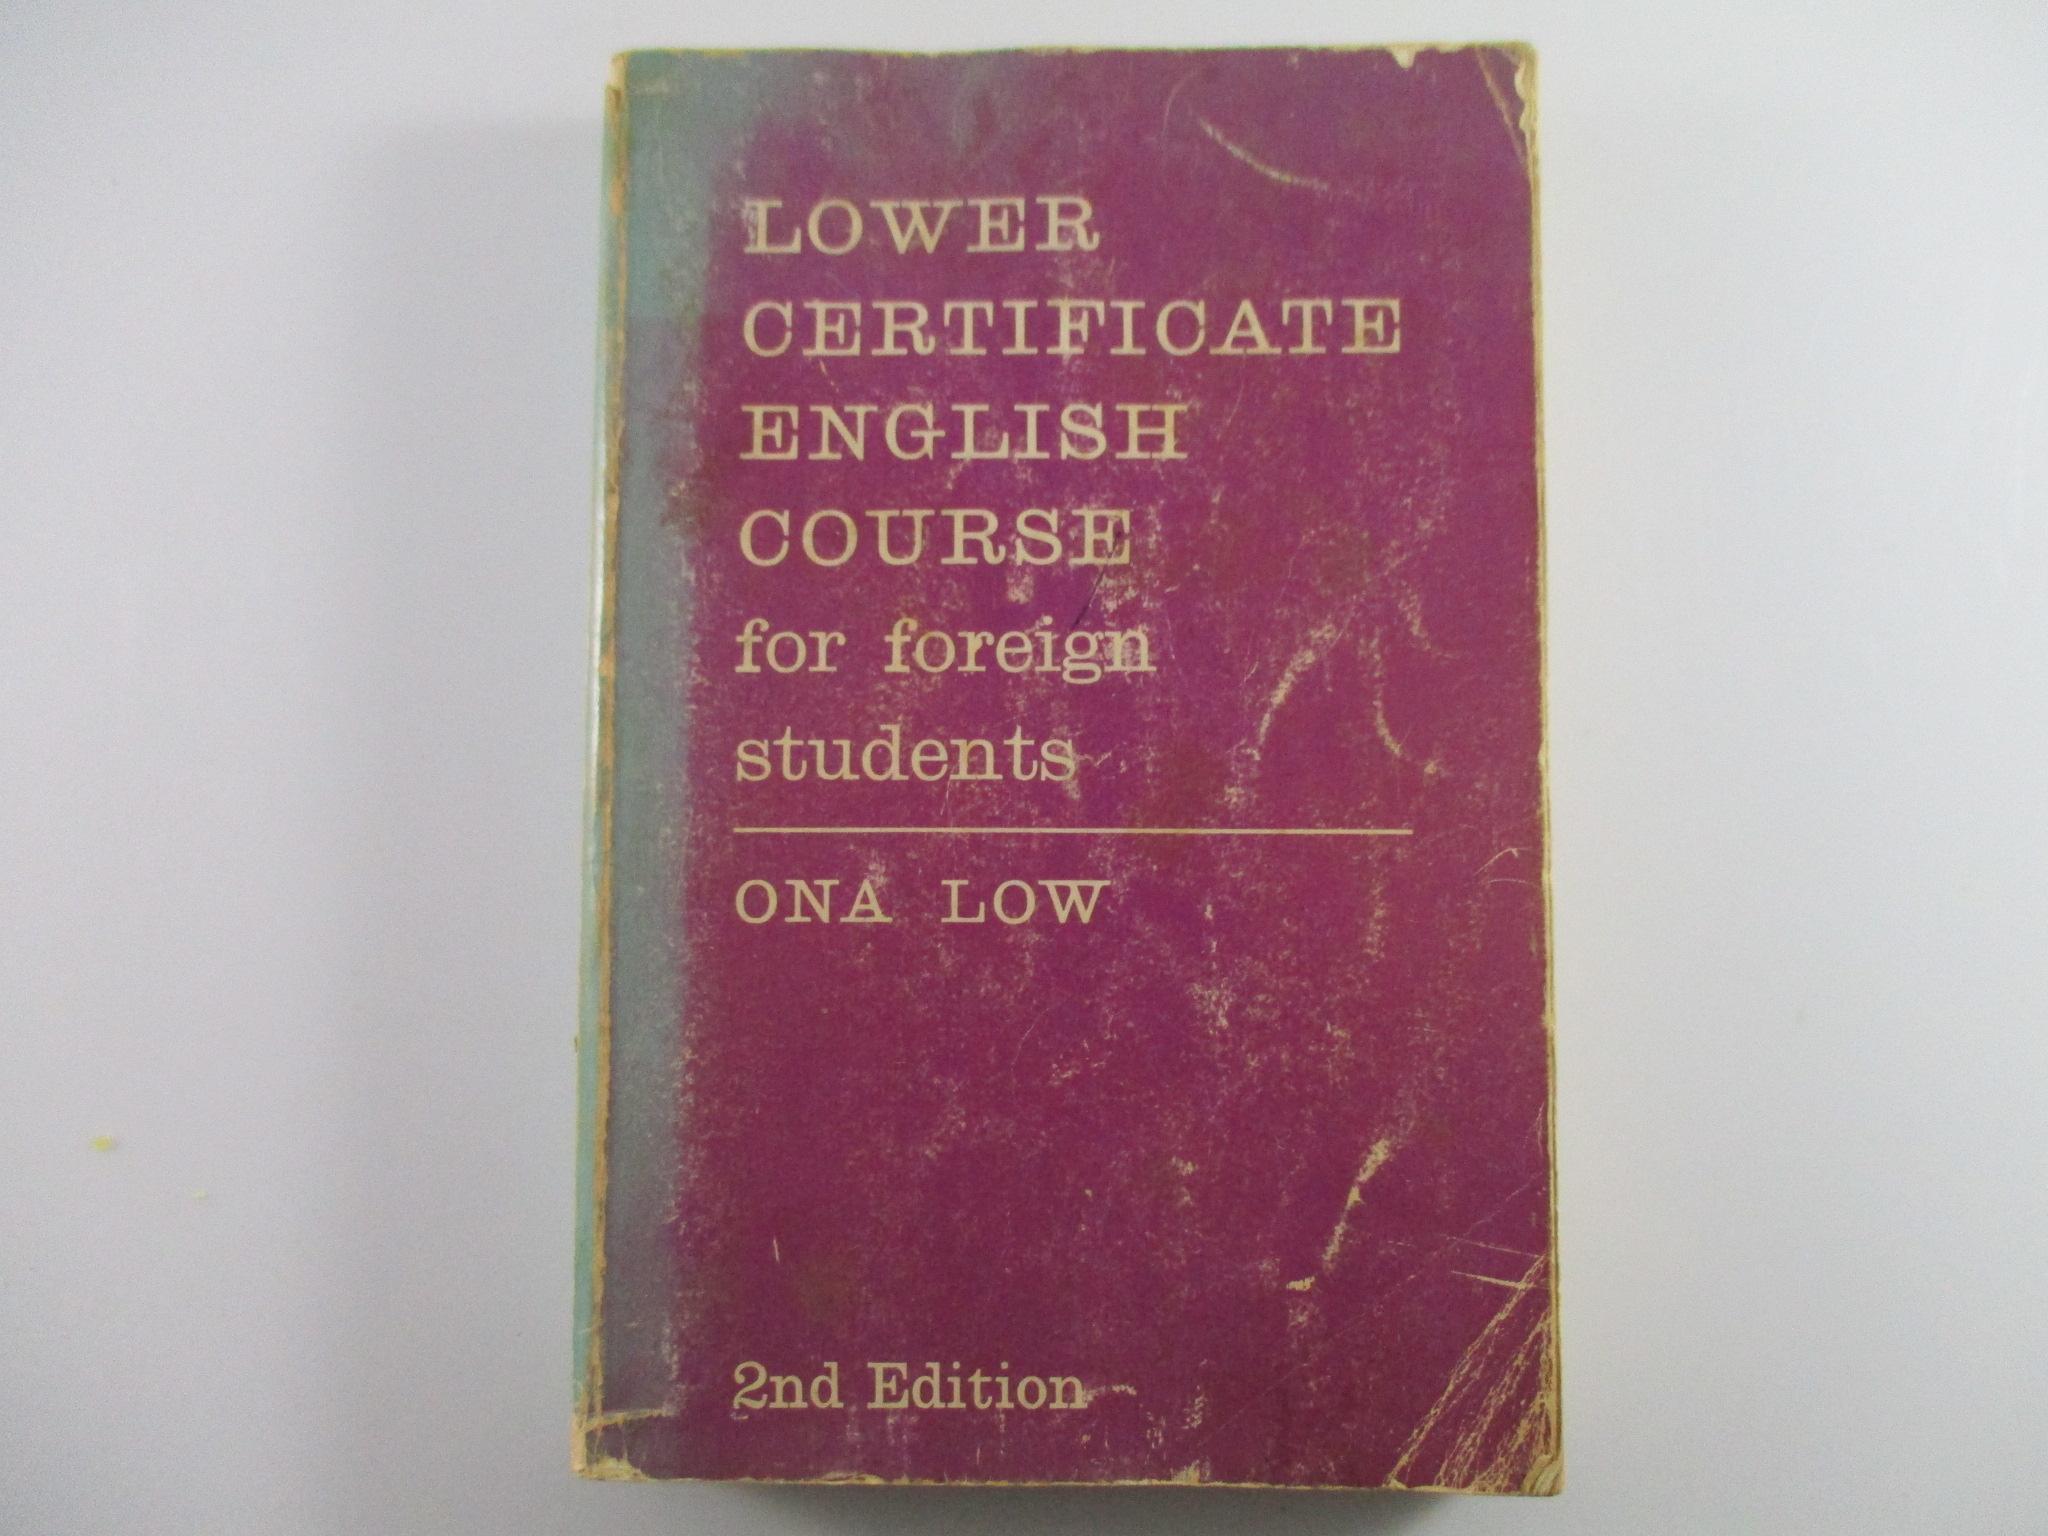 LOWER
CERTIFICATE
ENGLISH
COURSE
for foreign
students
ONA LOW
2nd Edition